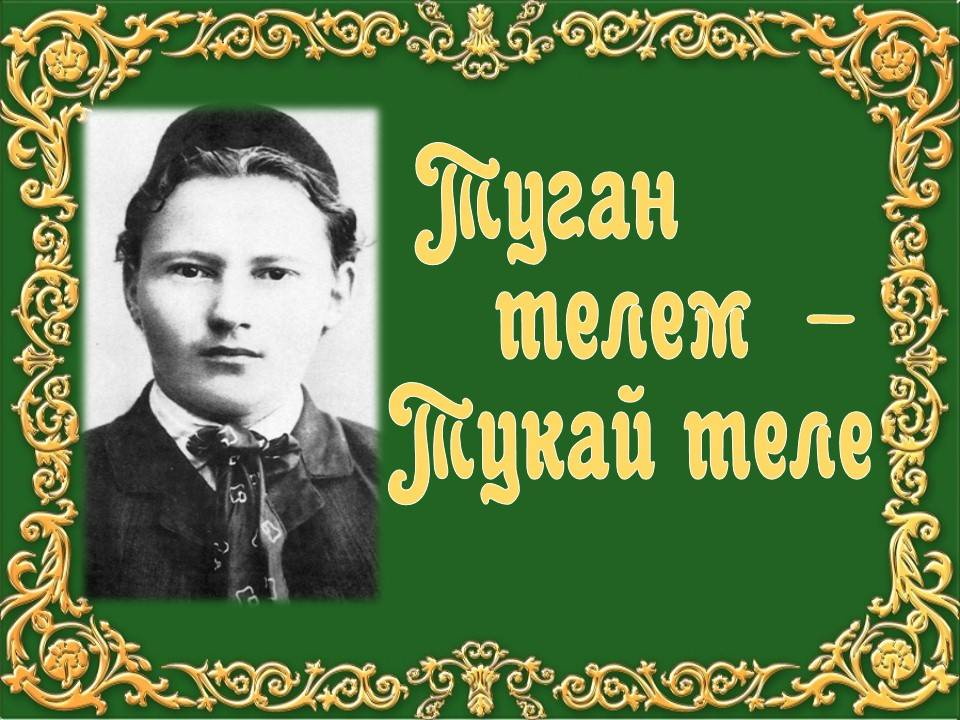 Туган
телем –
Тукай теле